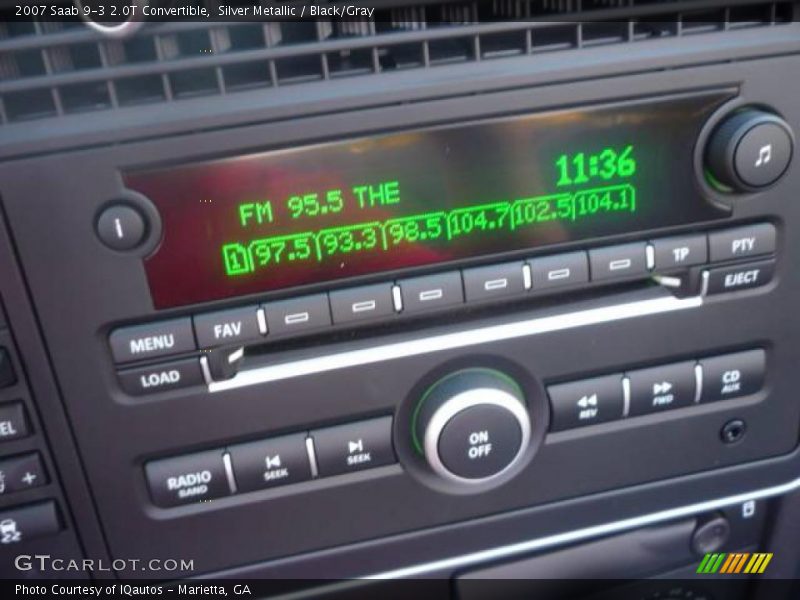 2007 Saab 9-3 2.0T Convertible, Silver Metallic / Black/Gray
11:36
FM 95.5 THE
1 97.5 93.3 98.5 104.7 102.5 104.1
MENU FAV TP PTY
LOAD EJECT
RADIO BAND SEEK SEEK ON OFF REV FWD CD AUX
EL
GTCARLOT.COM
Photo Courtesy of IQautos - Marietta, GA